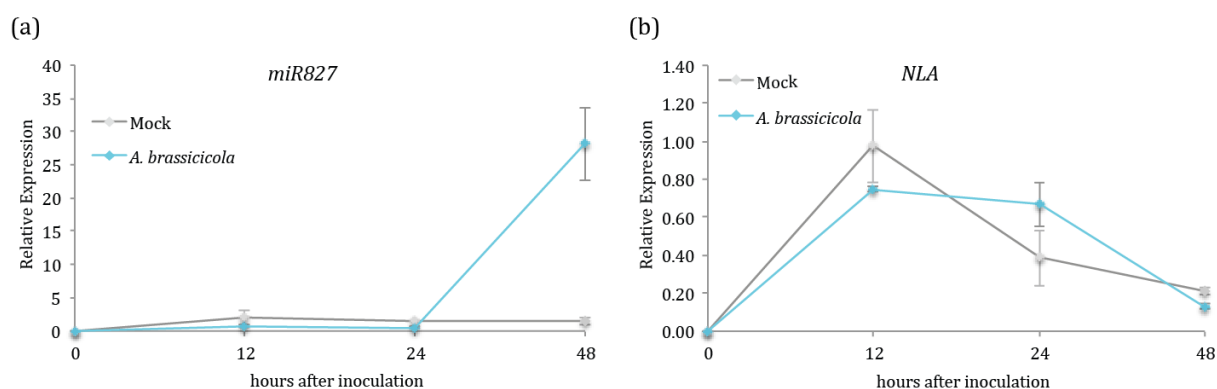 (a)
miR827
40
35
30
25
20
15
10
5
0
Relative Expression
Mock
A. brassicicola
0 12 24 48
hours after inoculation
(b)
NLA
1.40
1.20
1.00
0.80
0.60
0.40
0.20
0.00
Relative Expression
Mock
A. brassicicola
0 12 24 48
hours after inoculation